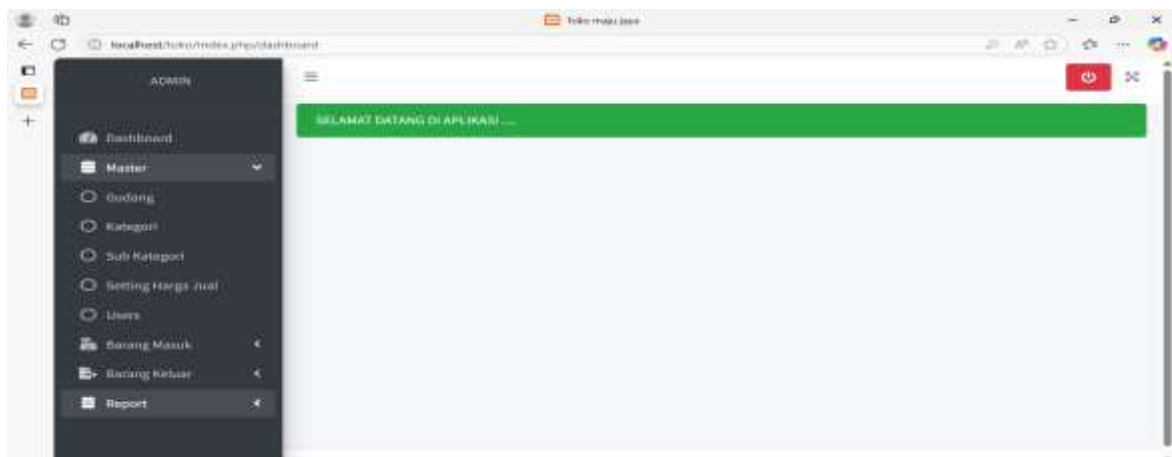 Toko maju jaya
localhost/toko/index.php/dashboard
ADMIN
SELAMAT DATANG DI APLIKASI ....
Dashboard
Master
Gudang
Kategori
Sub Kategori
Setting Harga Jual
Users
Barang Masuk
Barang Keluar
Report